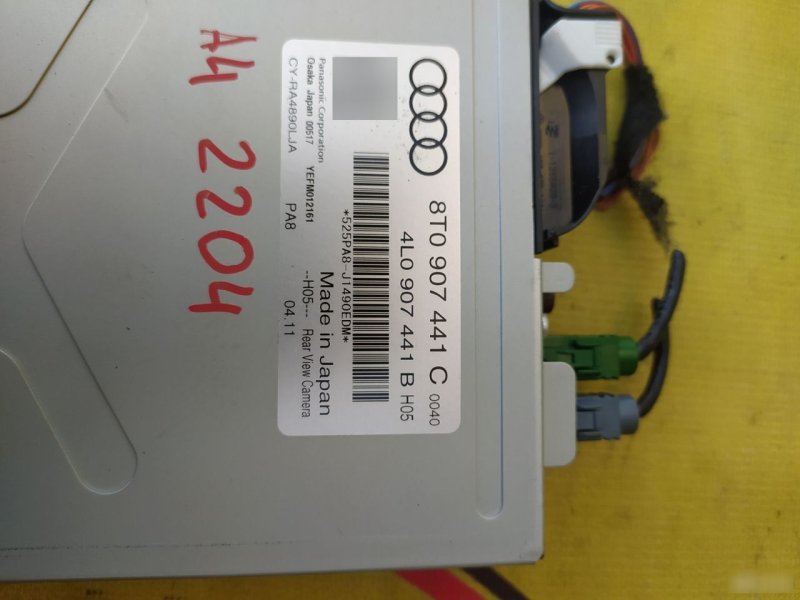 A4 2204
8T0 907 441 C 0040
4L0 907 441 B H05
*525PA8-J1490EDM*
Made in Japan
--H05--- Rear View Camera
Panasonic Corporation
Osaka Japan 00517 YEFM012161
CY-RA4890LJA PA8 04.11